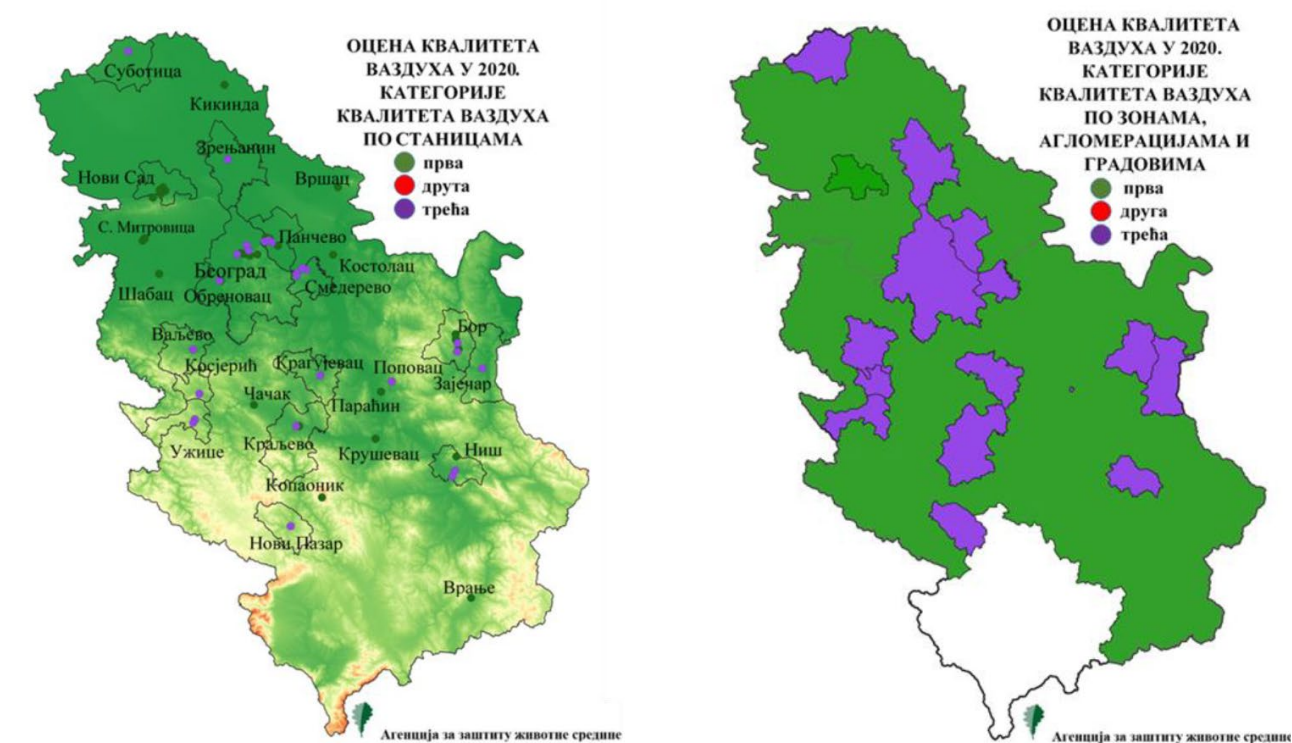 ОЦЕНА КВАЛИТЕТА
ВАЗДУХА У 2020.
КАТЕГОРИЈЕ
КВАЛИТЕТА ВАЗДУХА
ПО СТАНИЦАМА
прва
друга
трећа
Суботица
Кикинда
Зрењанин
Нови Сад
Вршац
С. Митровица
Панчево
Београд
Костолац
Шабац
Обреновац
Смедерево
Ваљево
Бор
Косјерић
Крагујевац
Поповац
Зајечар
Чачак
Параћин
Ужице
Краљево
Крушевац
Ниш
Копаоник
Нови Пазар
Врање
Агенција за заштиту животне средине
ОЦЕНА КВАЛИТЕТА
ВАЗДУХА У 2020.
КАТЕГОРИЈЕ
КВАЛИТЕТА ВАЗДУХА
ПО ЗОНАМА,
АГЛОМЕРАЦИЈАМА И
ГРАДОВИМА
прва
друга
трећа
Агенција за заштиту животне средине